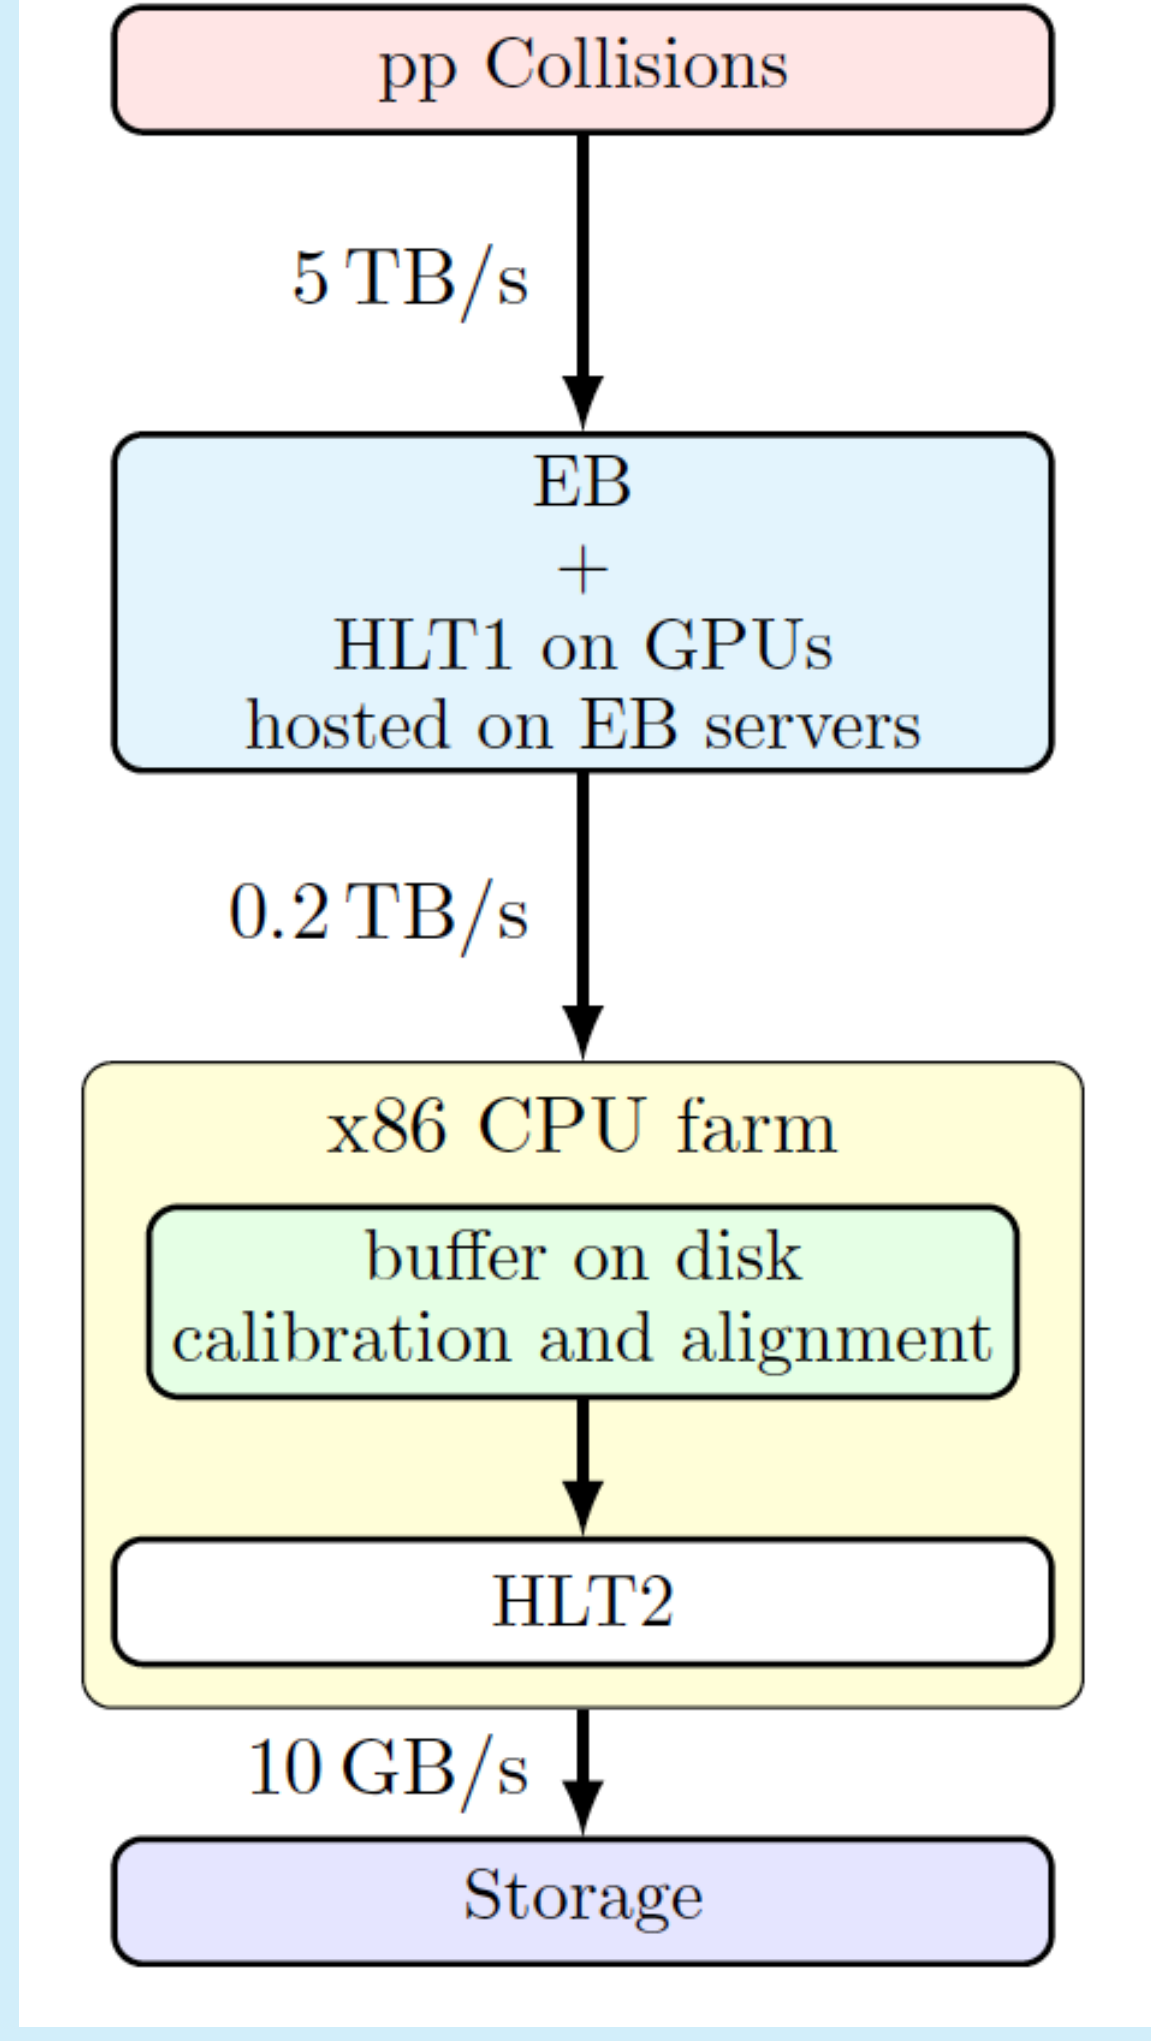 pp Collisions
5 TB/s
EB
+
HLT1 on GPUs
hosted on EB servers
0.2 TB/s
x86 CPU farm
buffer on disk
calibration and alignment
HLT2
10 GB/s
Storage